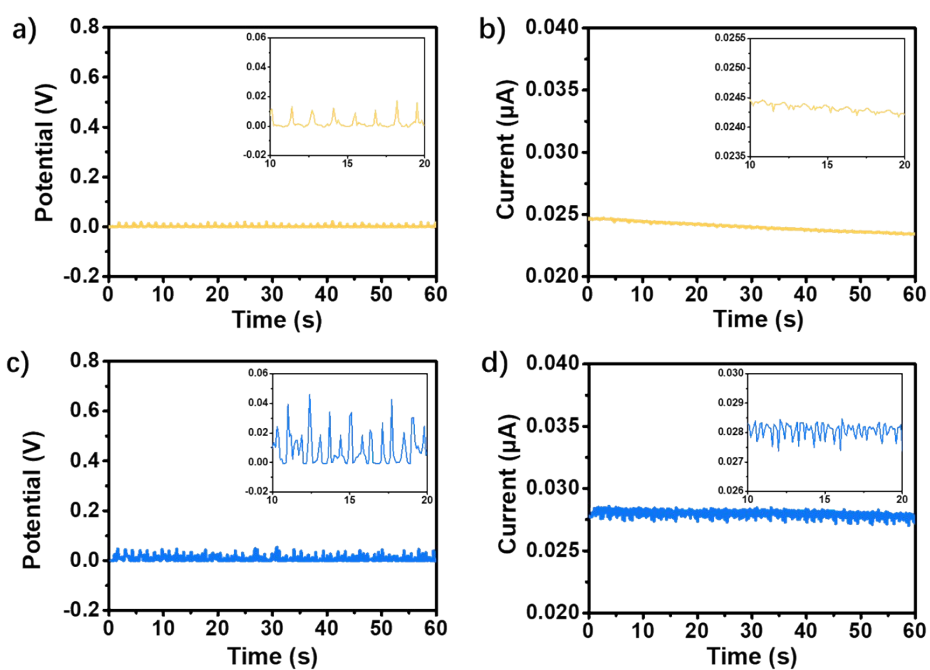 a)
Potential (V)
0.8
0.6
0.4
0.2
0.0
-0.2
0 10 20 30 40 50 60
Time (s)
0.06
0.04
0.02
0.00
-0.02
10 15 20
b)
Current (μA)
0.040
0.035
0.030
0.025
0.020
0 10 20 30 40 50 60
Time (s)
0.0255
0.0250
0.0245
0.0240
0.0235
10 15 20
c)
Potential (V)
0.8
0.6
0.4
0.2
0.0
-0.2
0 10 20 30 40 50 60
Time (s)
0.06
0.04
0.02
0.00
-0.02
10 15 20
d)
Current (μA)
0.040
0.035
0.030
0.025
0.020
0 10 20 30 40 50 60
Time (s)
0.030
0.029
0.028
0.027
0.026
10 15 20